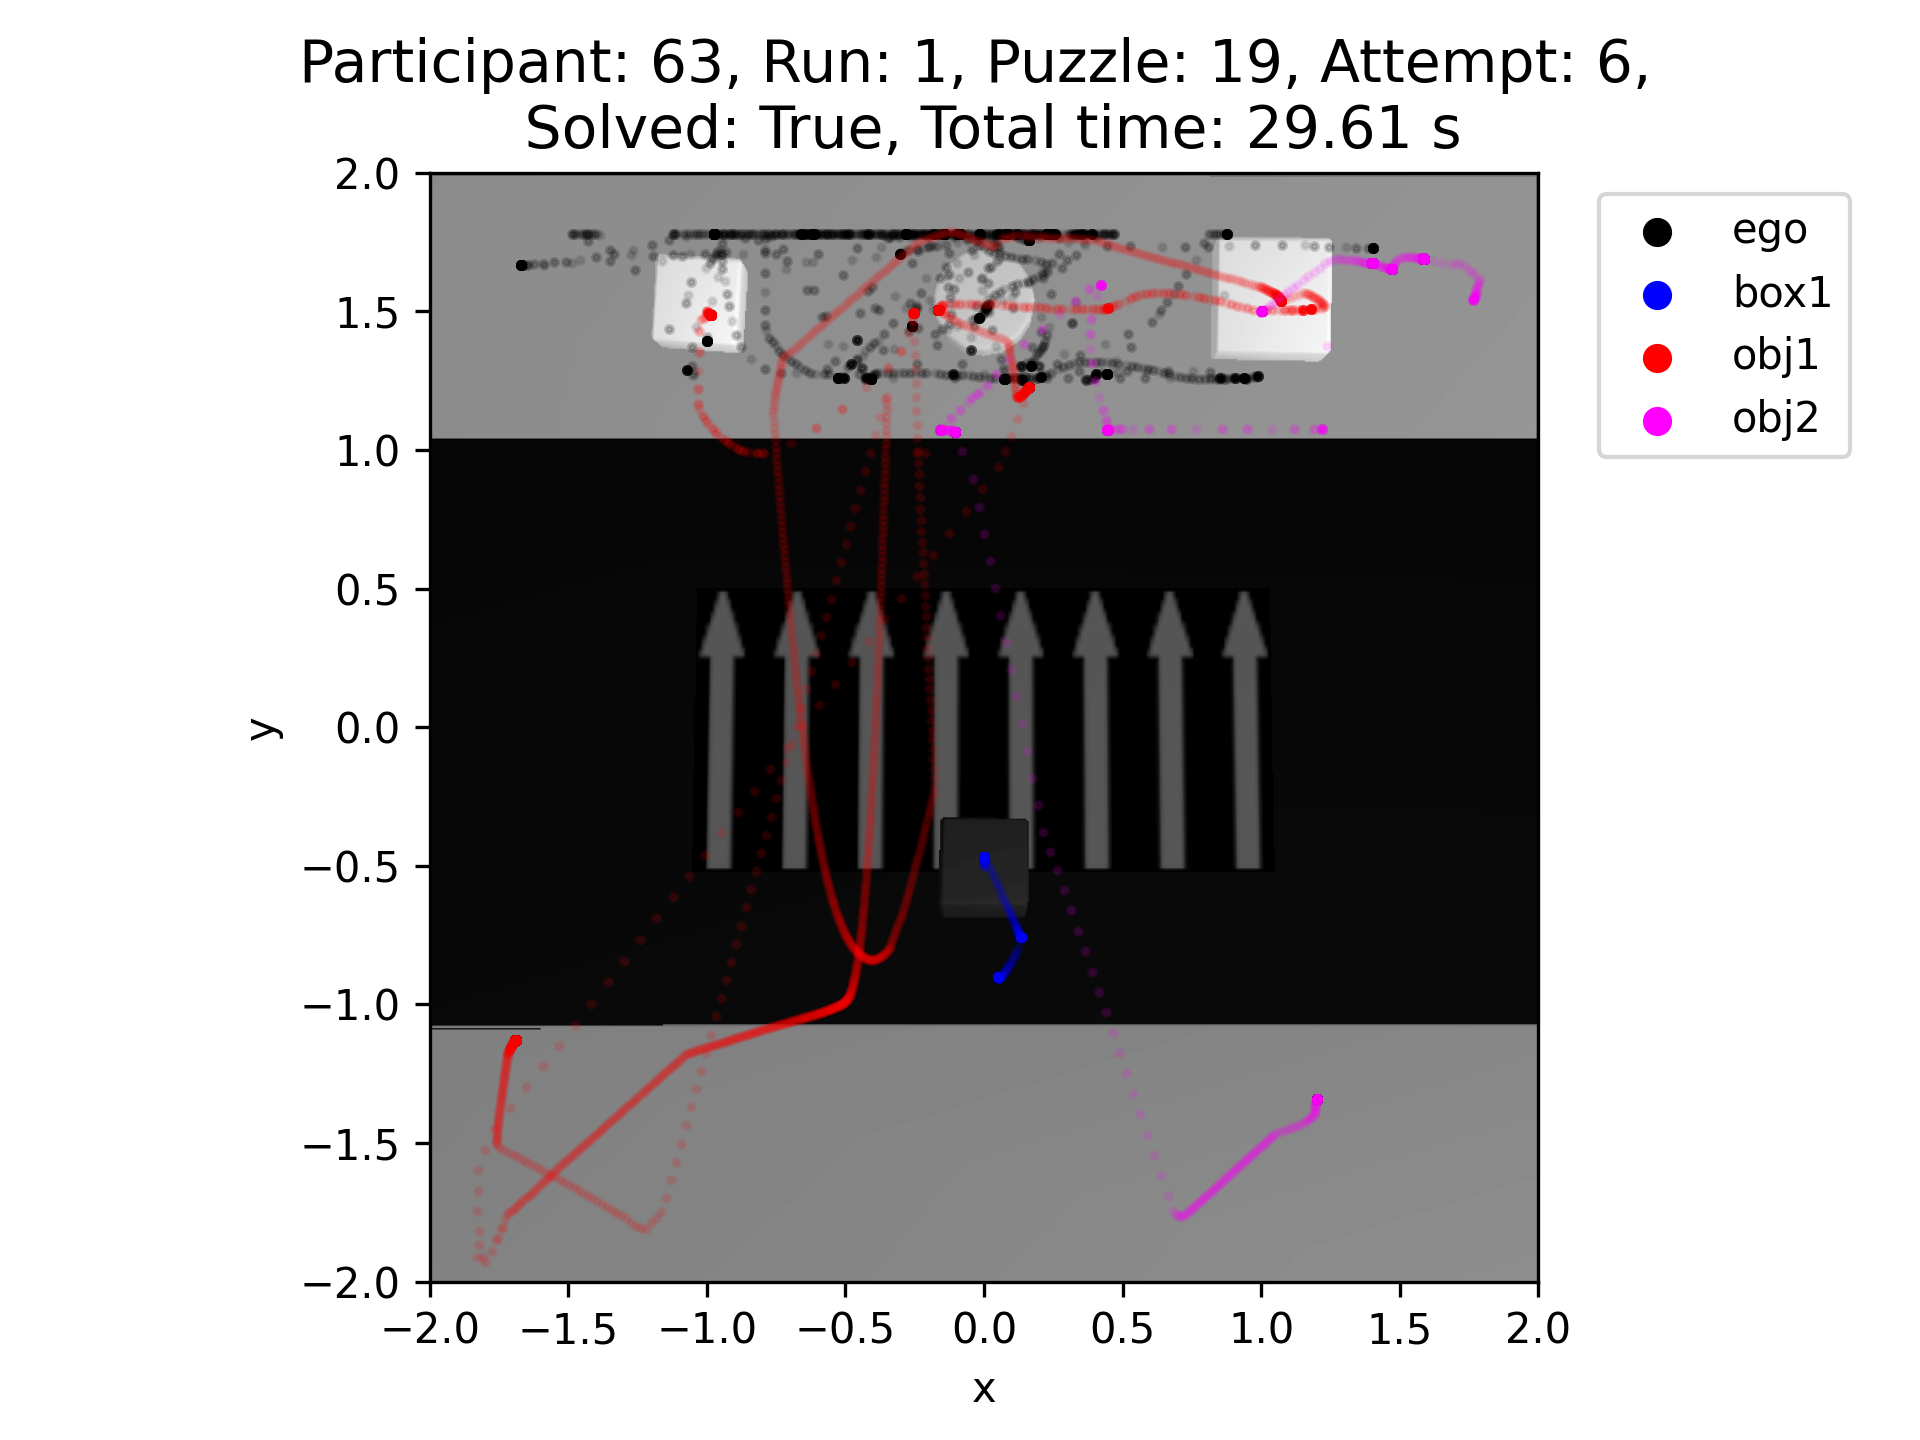 Participant: 63, Run: 1, Puzzle: 19, Attempt: 6,
Solved: True, Total time: 29.61 s
ego
box1
obj1
obj2
2.0
1.5
1.0
0.5
0.0
−0.5
−1.0
−1.5
−2.0
y
−2.0 −1.5 −1.0 −0.5 0.0 0.5 1.0 1.5 2.0
x